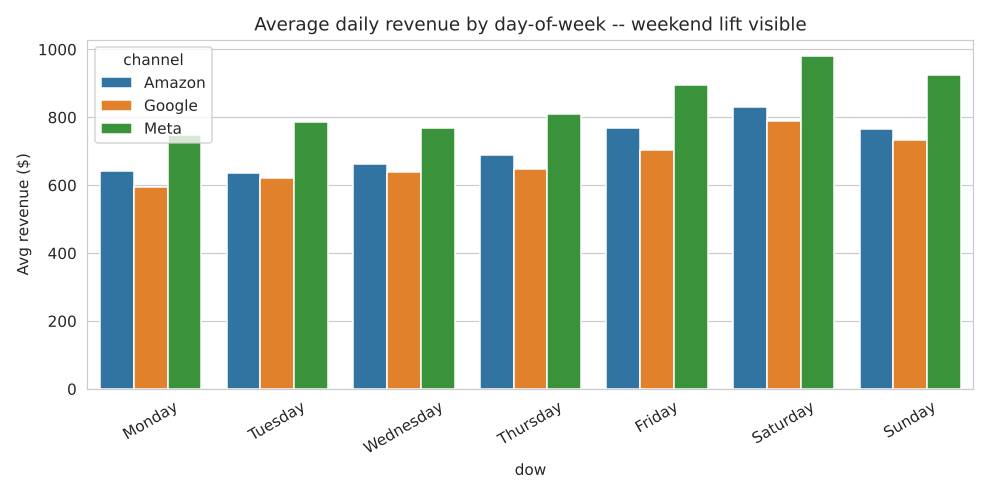 Average daily revenue by day-of-week -- weekend lift visible
channel
Amazon
Google
Meta
Avg revenue ($)
1000
800
600
400
200
0
Monday
Tuesday
Wednesday
Thursday
Friday
Saturday
Sunday
dow